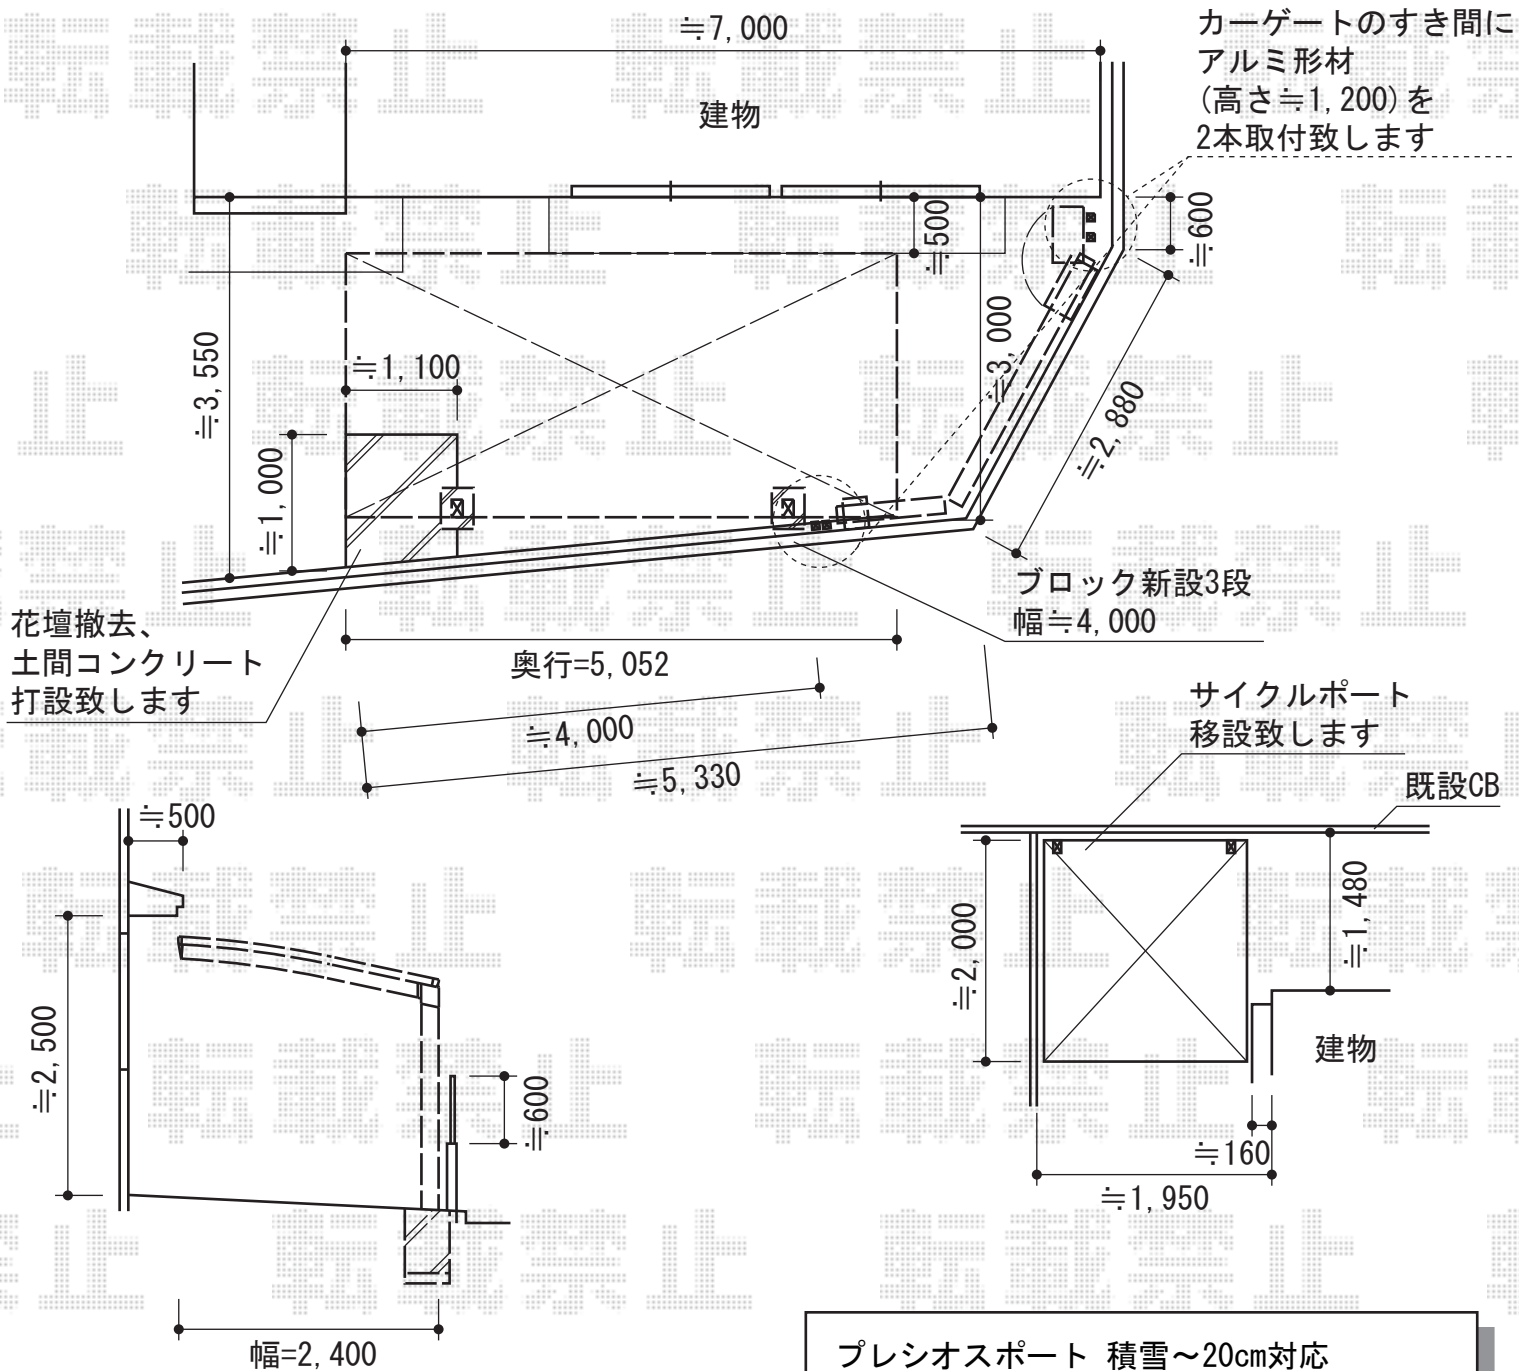 ≒7,000
カーゲートのすき間に
アルミ形材
(高さ≒1,200)を
2本取付致します
建物
≒500
≒600
≒3,550
≒1,100
≒3,000
≒2,880
≒1,000
ブロック新設3段
幅≒4,000
花壇撤去、
土間コンクリート
打設致します
奥行=5,052
≒4,000
≒5,330
サイクルポート
移設致します
既設CB
≒500
≒2,500
≒600
幅=2,400
≒2,000
≒1,480
建物
≒160
≒1,950
プレシオスポート 積雪～20cm対応
転載禁止